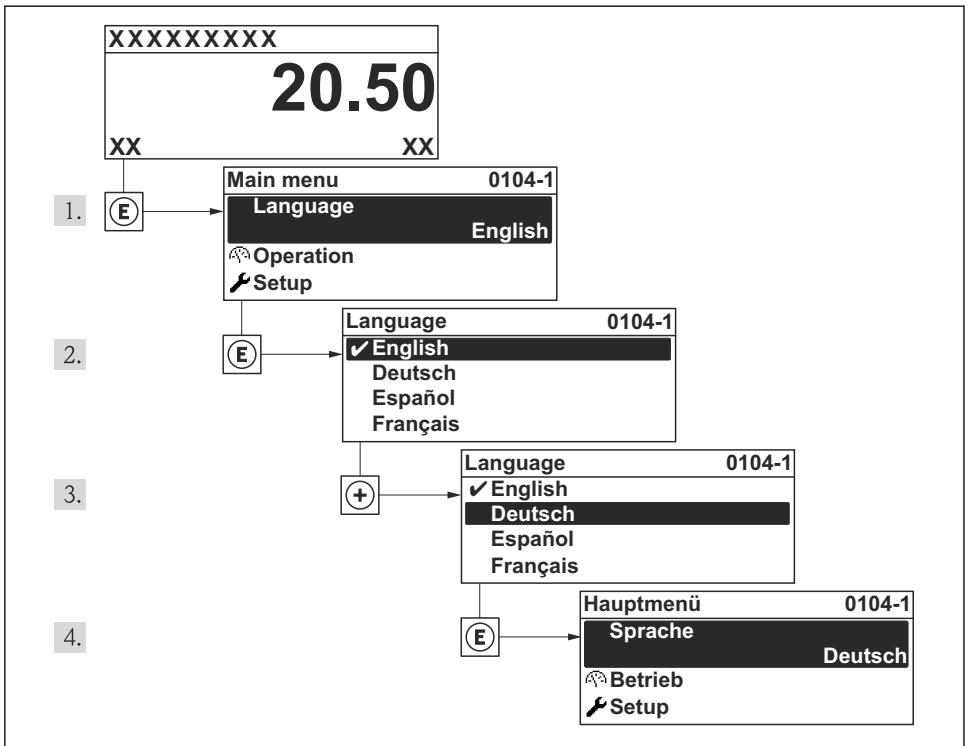 XXXXXXXXX
20.50
XX XX
1. E
Main menu 0104-1
Language
English
Operation
Setup
2. E
Language 0104-1
✔ English
Deutsch
Español
Français
3. +
Language 0104-1
✔ English
Deutsch
Español
Français
4. E
Hauptmenü 0104-1
Sprache
Deutsch
Betrieb
Setup